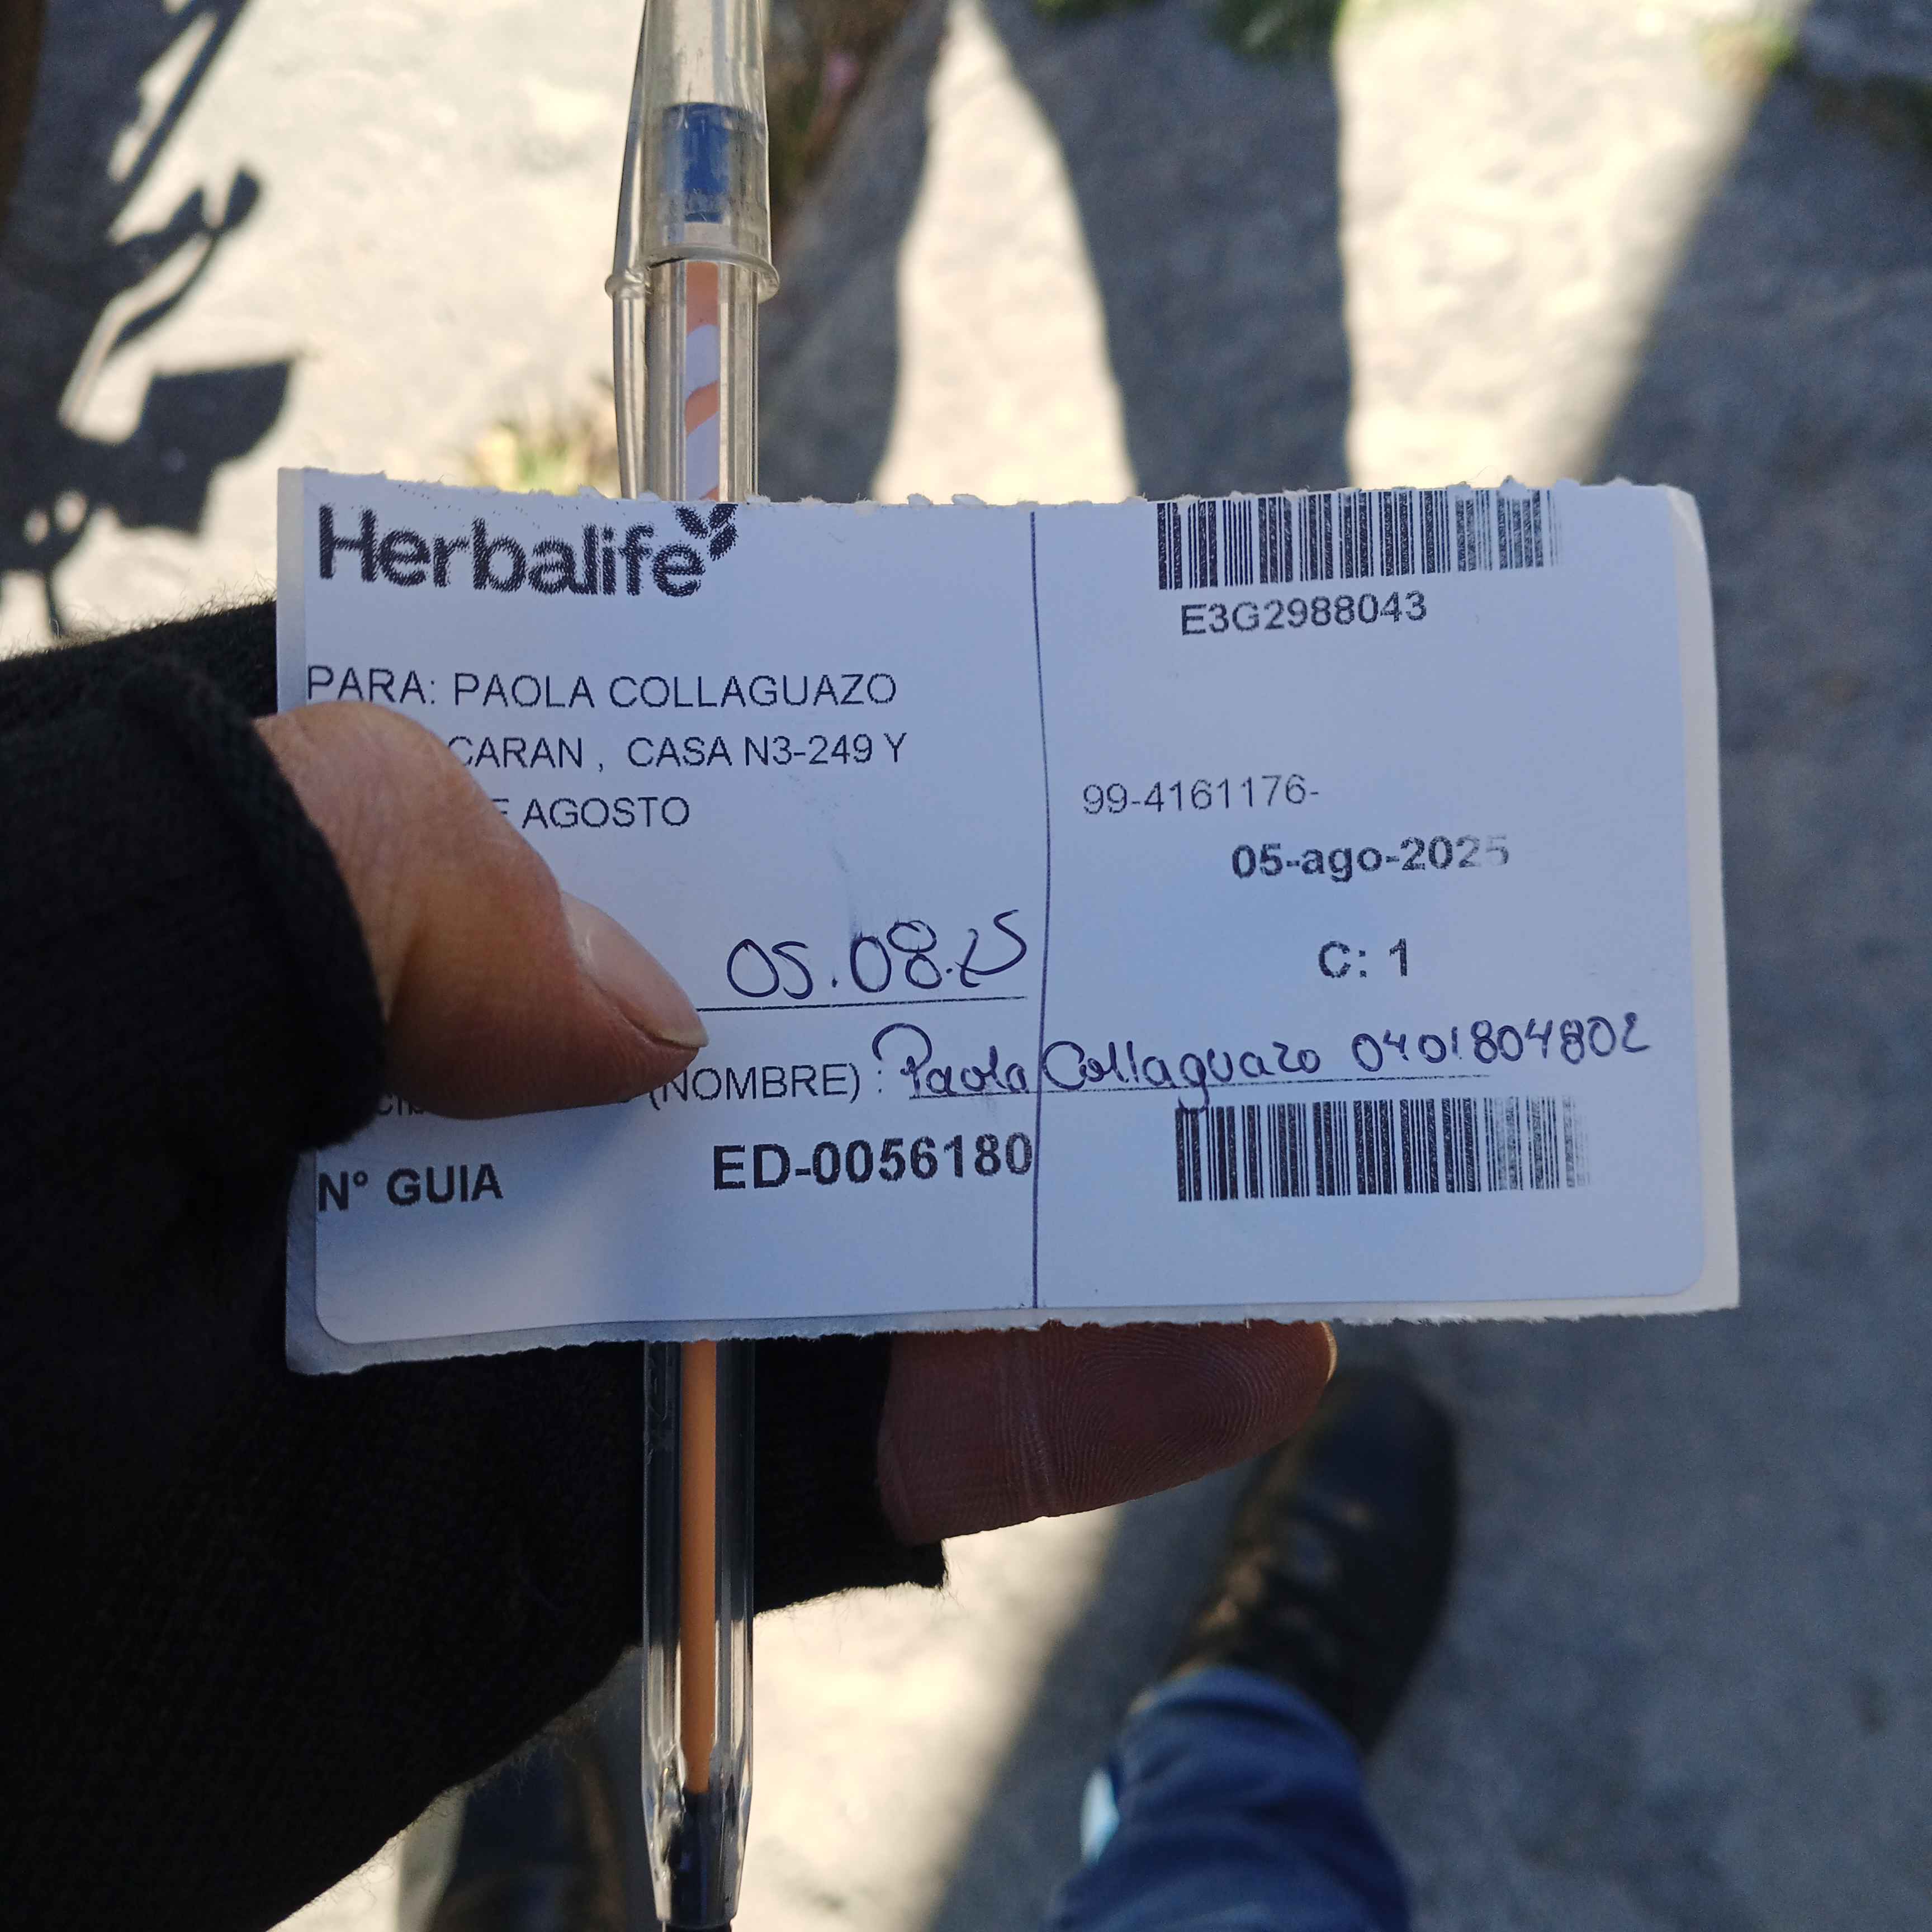 Herbalife
E3G2988043
PARA: PAOLA COLLAGUAZO
CARAN , CASA N3-249 Y
AGOSTO
99-4161176-
05-ago-2025
C: 1
05.08.25
(NOMBRE) : Paola Collaguazo 0401804802
N° GUIA ED-0056180